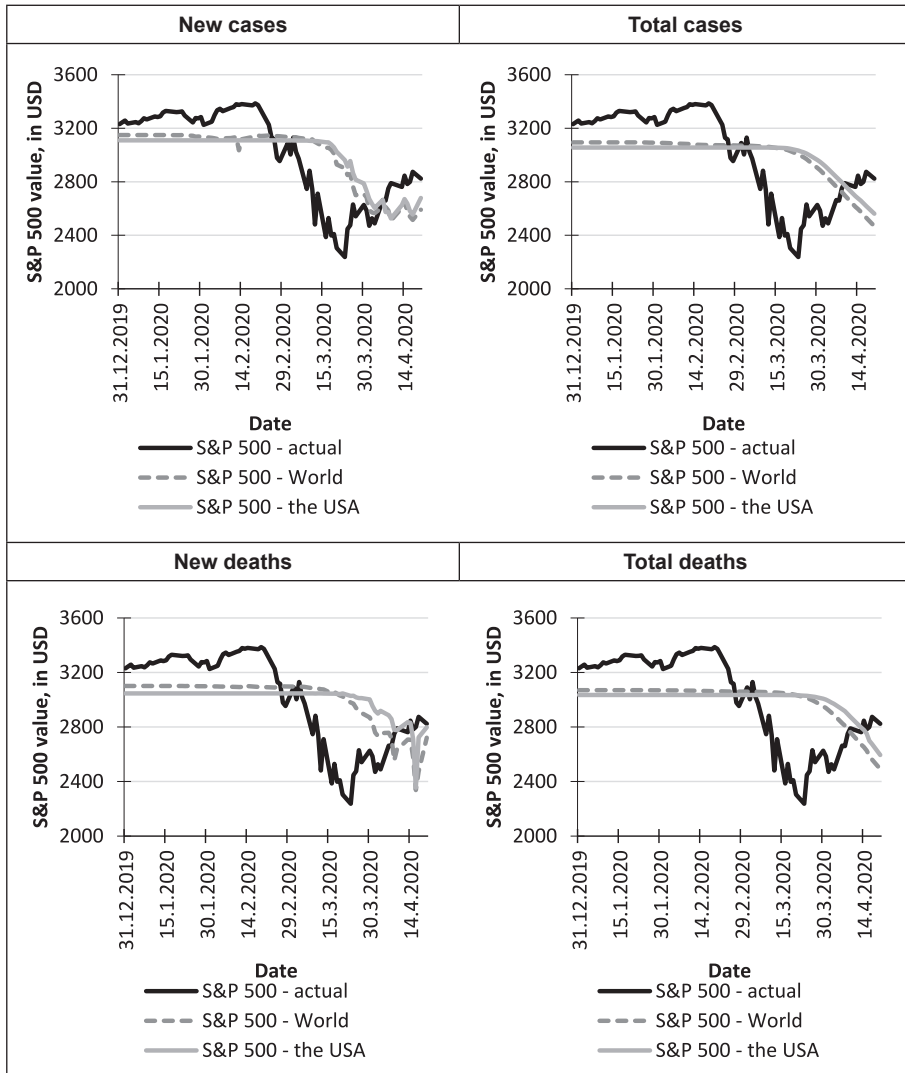 New cases
Total cases
S&P 500 value, in USD
3600
3200
2800
2400
2000
31.12.2019
15.1.2020
30.1.2020
14.2.2020
29.2.2020
15.3.2020
30.3.2020
14.4.2020
Date
S&P 500 - actual
S&P 500 - World
S&P 500 - the USA
S&P 500 value, in USD
3600
3200
2800
2400
2000
31.12.2019
15.1.2020
30.1.2020
14.2.2020
29.2.2020
15.3.2020
30.3.2020
14.4.2020
Date
S&P 500 - actual
S&P 500 - World
S&P 500 - the USA
New deaths
Total deaths
S&P 500 value, in USD
3600
3200
2800
2400
2000
31.12.2019
15.1.2020
30.1.2020
14.2.2020
29.2.2020
15.3.2020
30.3.2020
14.4.2020
Date
S&P 500 - actual
S&P 500 - World
S&P 500 - the USA
S&P 500 value, in USD
3600
3200
2800
2400
2000
31.12.2019
15.1.2020
30.1.2020
14.2.2020
29.2.2020
15.3.2020
30.3.2020
14.4.2020
Date
S&P 500 - actual
S&P 500 - World
S&P 500 - the USA